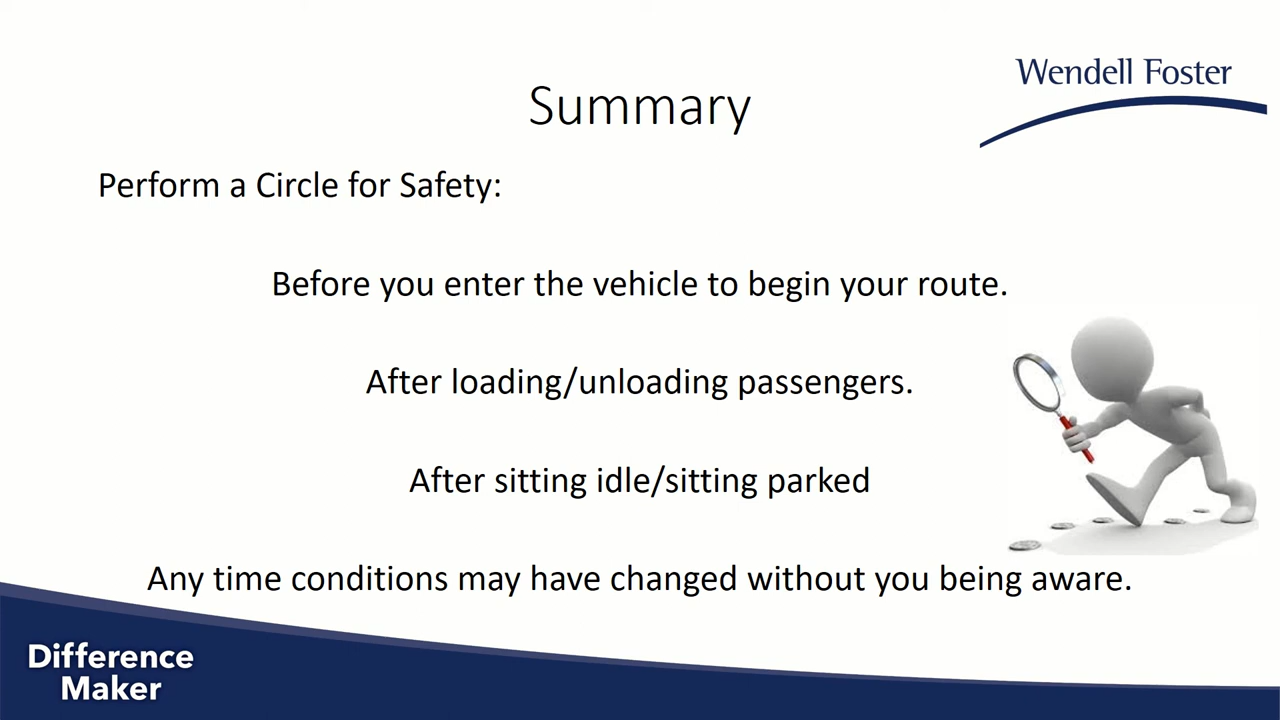 Wendell Foster
Summary
Perform a Circle for Safety:
Before you enter the vehicle to begin your route.
After loading/unloading passengers.
After sitting idle/sitting parked
Any time conditions may have changed without you being aware.
Difference
Maker